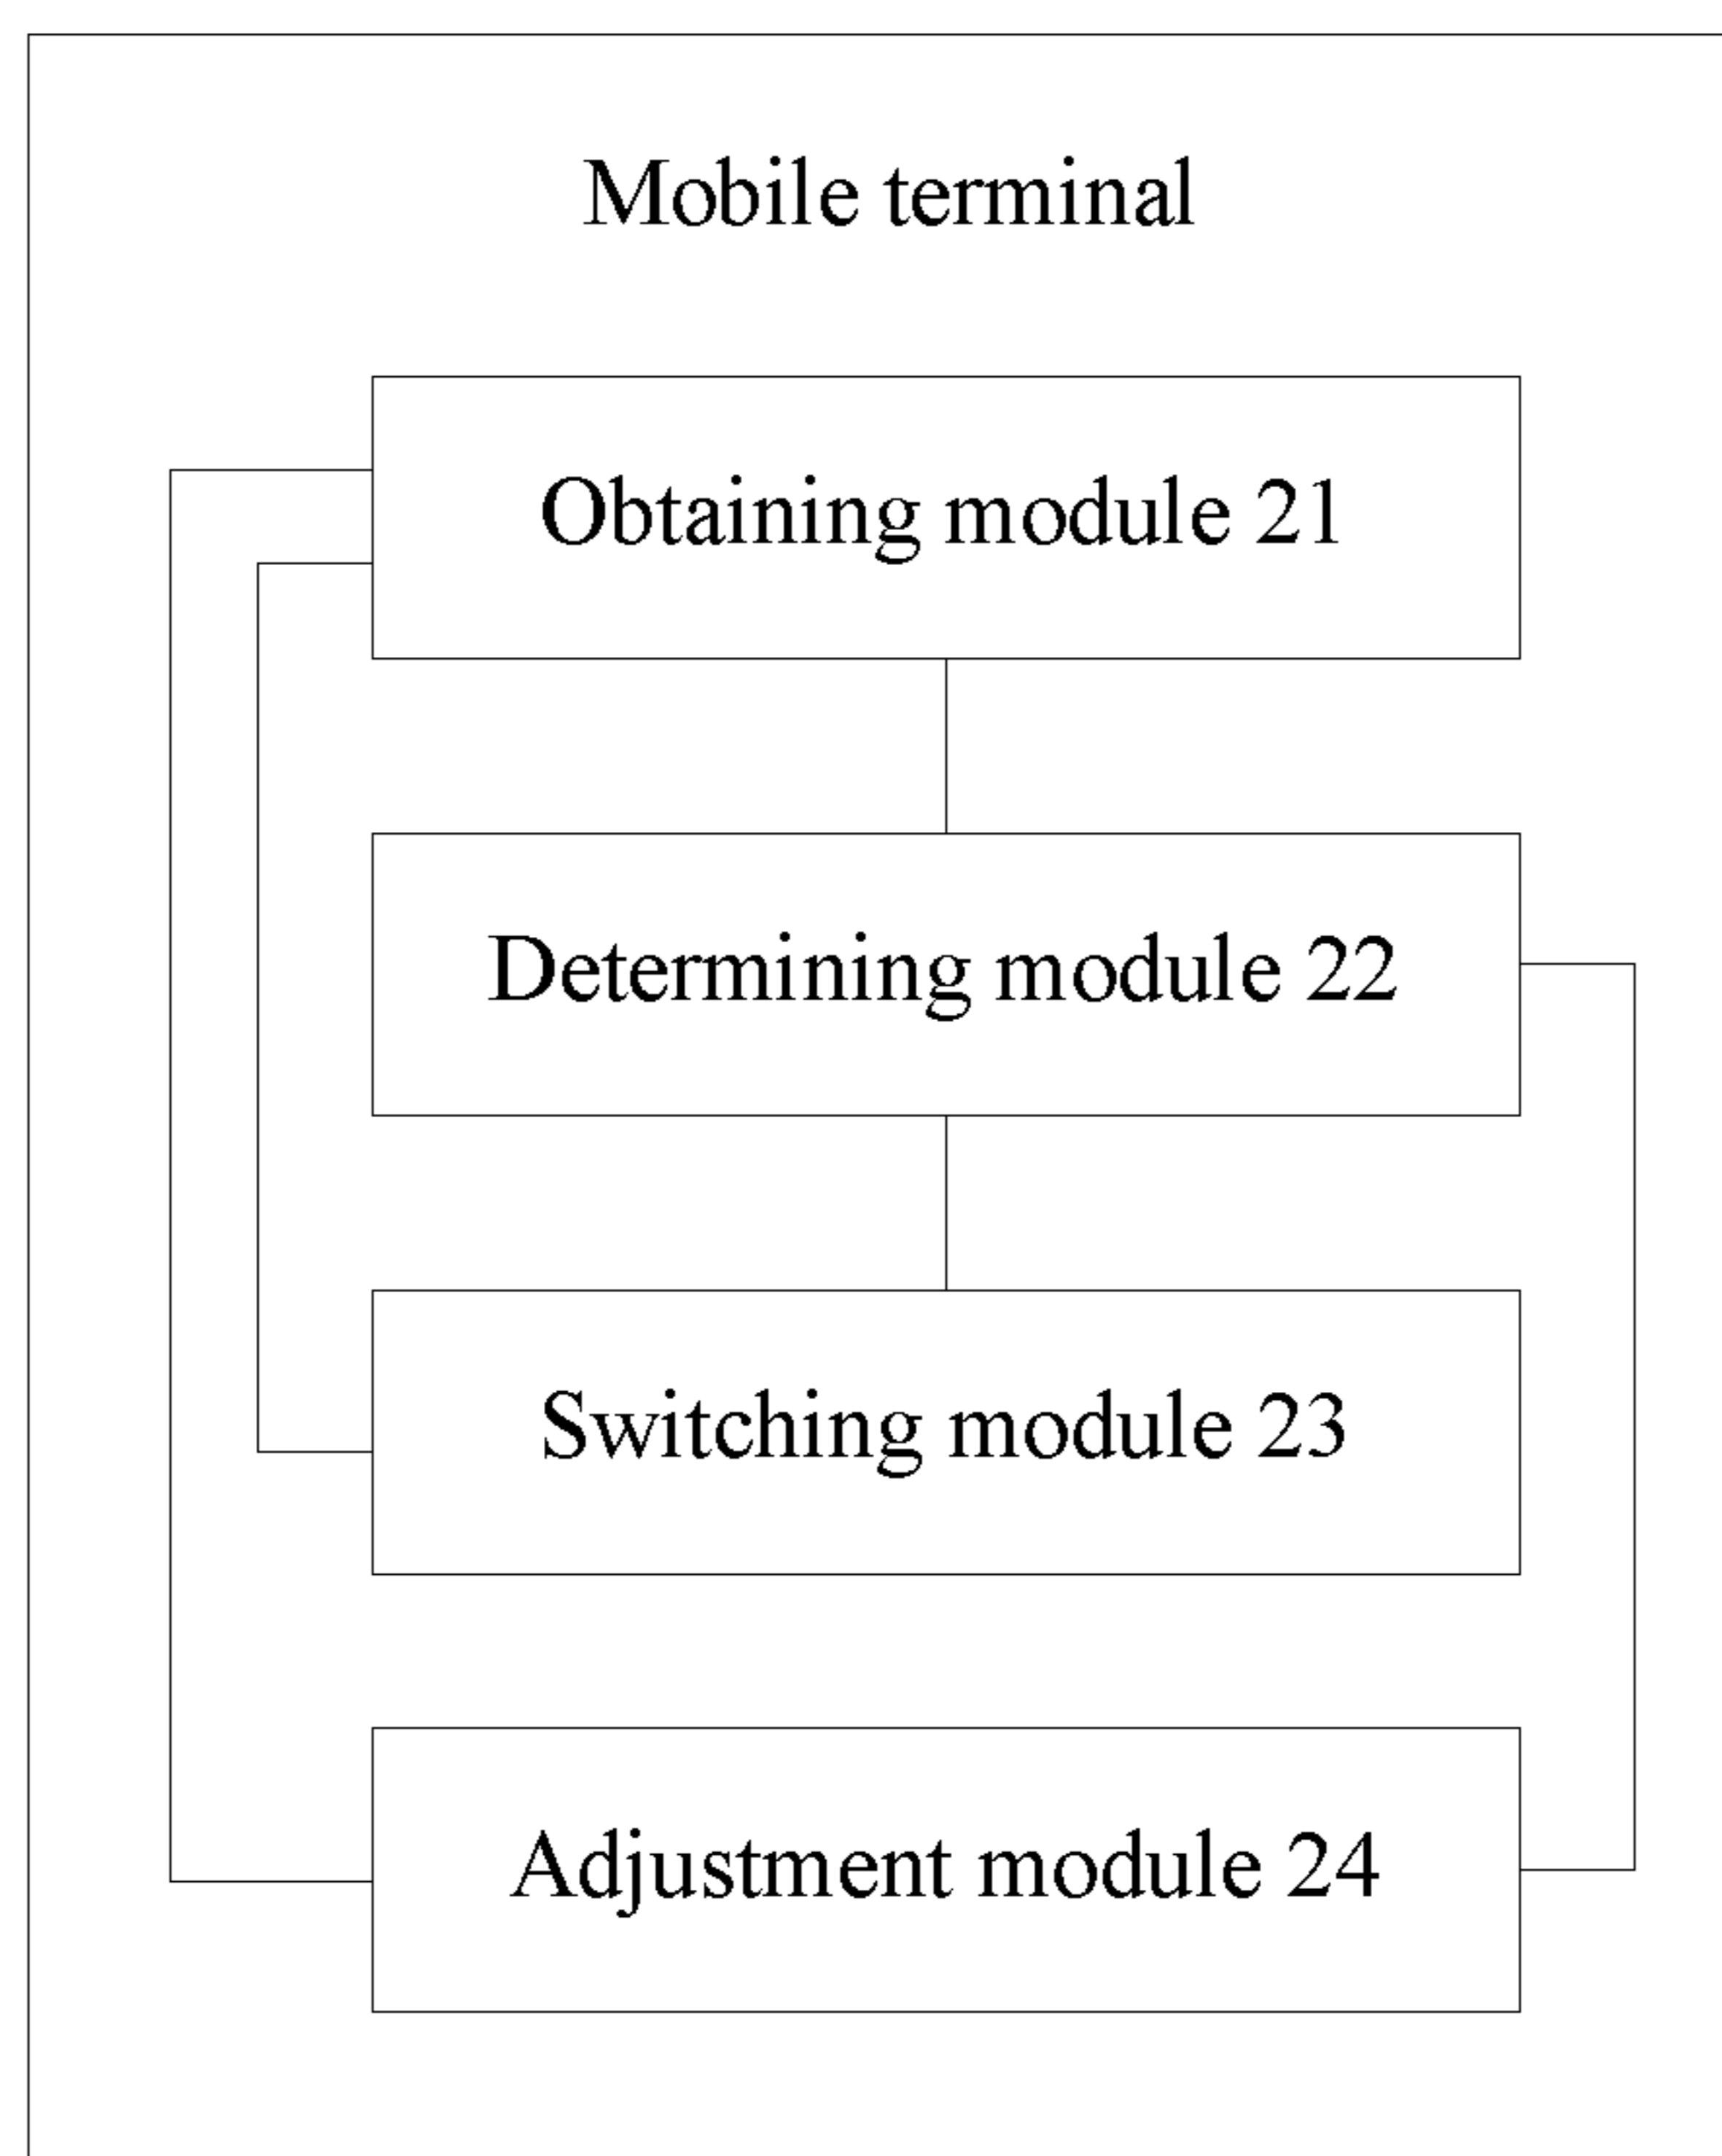 Mobile terminal
Obtaining module 21
Determining module 22
Switching module 23
Adjustment module 24